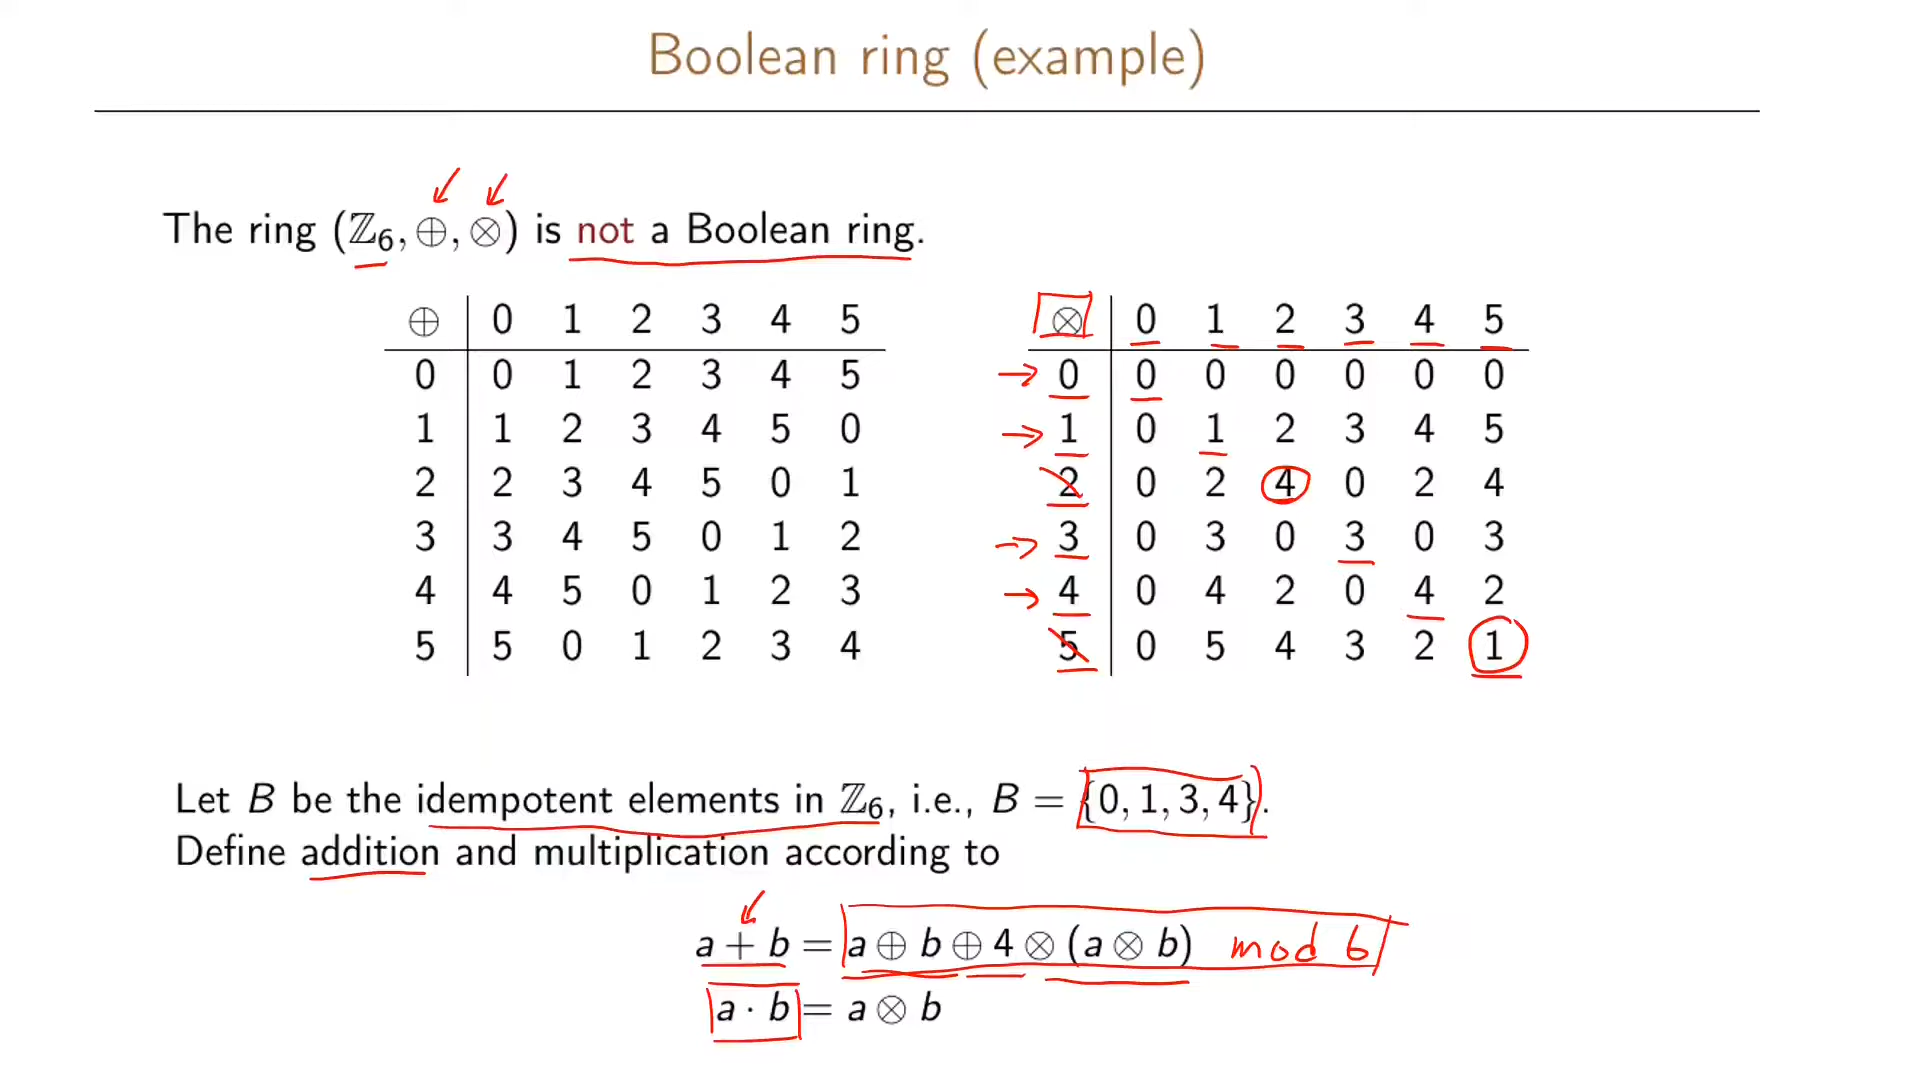 Boolean ring (example)
The ring (ℤ₆, ⊕, ⊗) is not a Boolean ring.
⊕ 0 1 2 3 4 5
0 0 1 2 3 4 5
1 1 2 3 4 5 0
2 2 3 4 5 0 1
3 3 4 5 0 1 2
4 4 5 0 1 2 3
5 5 0 1 2 3 4
⊗ 0 1 2 3 4 5
0 0 0 0 0 0 0
1 0 1 2 3 4 5
2 0 2 4 0 2 4
3 0 3 0 3 0 3
4 0 4 2 0 4 2
5 0 5 4 3 2 1
Let B be the idempotent elements in ℤ₆, i.e., B = {0, 1, 3, 4}.
Define addition and multiplication according to
a + b = a ⊕ b ⊕ 4 ⊗ (a ⊗ b) mod 6
a · b = a ⊗ b